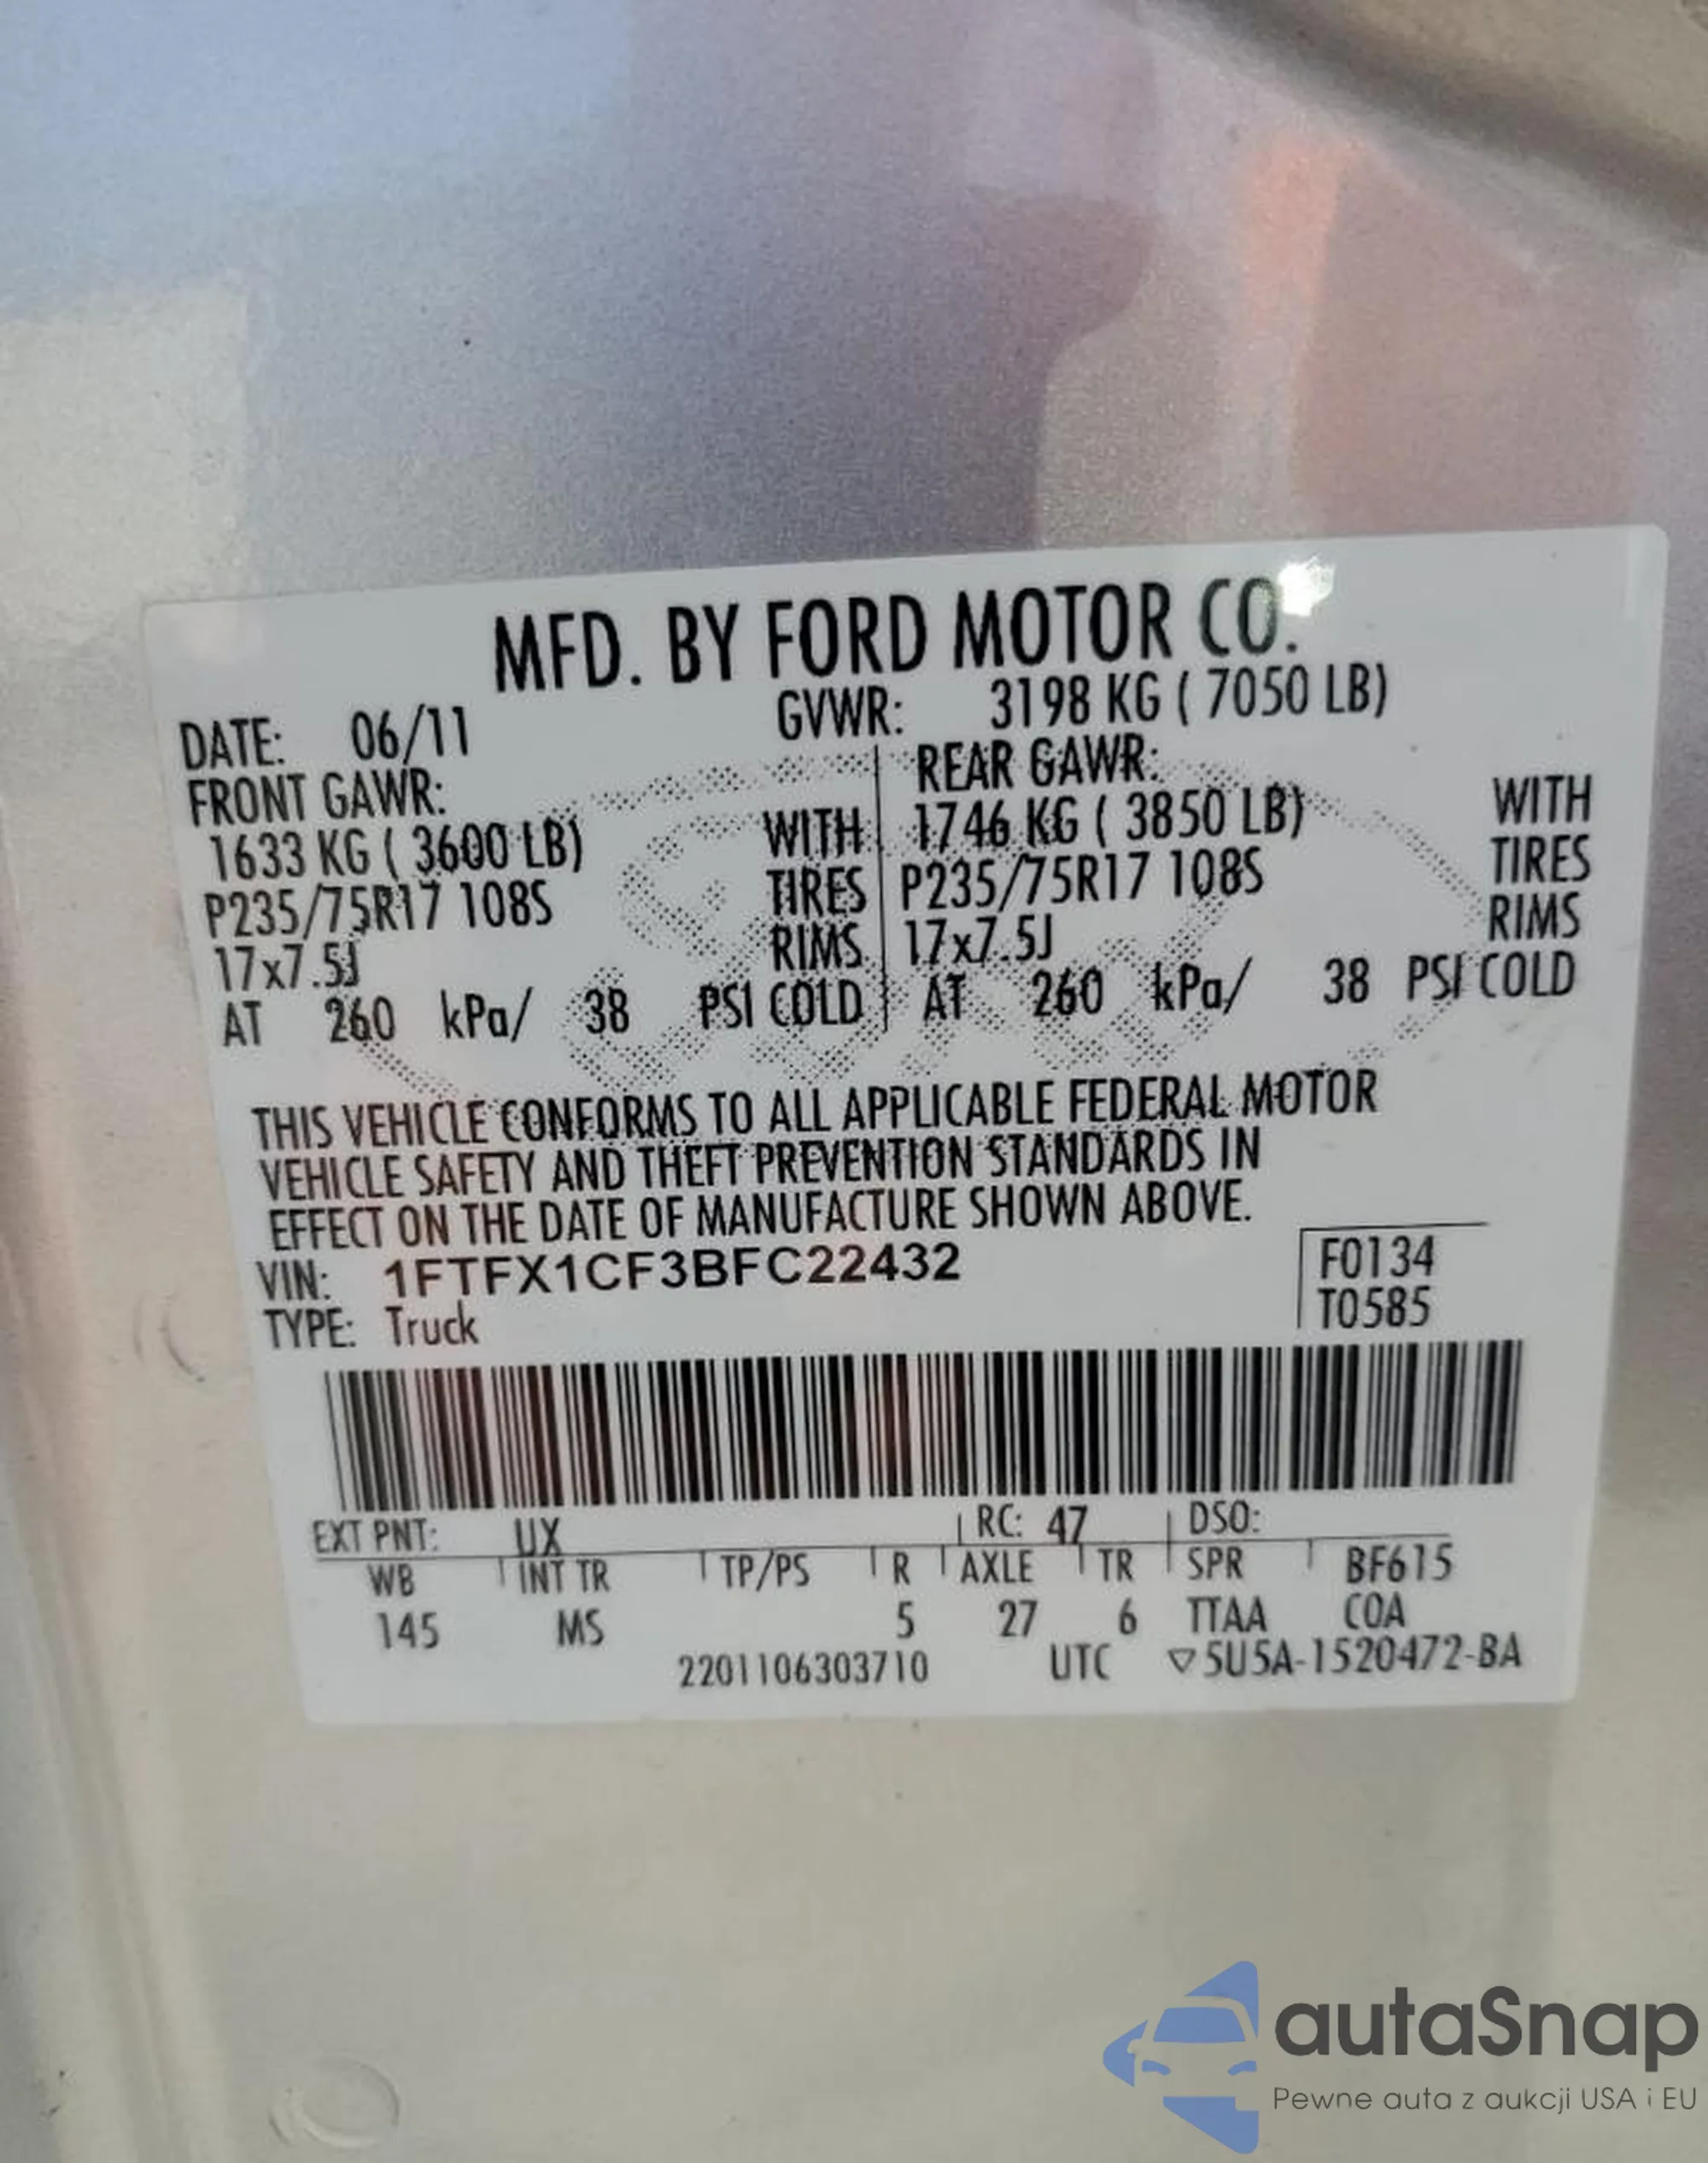 MFD. BY FORD MOTOR CO.
DATE: 06/11 GVWR: 3198 KG ( 7050 LB)
FRONT GAWR: REAR GAWR:
1633 KG ( 3600 LB) WITH 1746 KG ( 3850 LB) WITH
P235/75R17 108S TIRES P235/75R17 108S TIRES
17x7.5J RIMS 17x7.5J RIMS
AT 260 kPa/ 38 PSI COLD AT 260 kPa/ 38 PSI COLD
THIS VEHICLE CONFORMS TO ALL APPLICABLE FEDERAL MOTOR
VEHICLE SAFETY AND THEFT PREVENTION STANDARDS IN
EFFECT ON THE DATE OF MANUFACTURE SHOWN ABOVE.
VIN: 1FTFX1CF3BFC22432 F0134
TYPE: Truck T0585
EXT PNT: UX RC: 47 DSO:
WB INT TR TP/PS R AXLE TR SPR BF615
145 MS 5 27 6 TTAA COA
2201106303710 UTC ▽5U5A-1520472-BA
autaSnap
Pewne auta z aukcji USA i EU